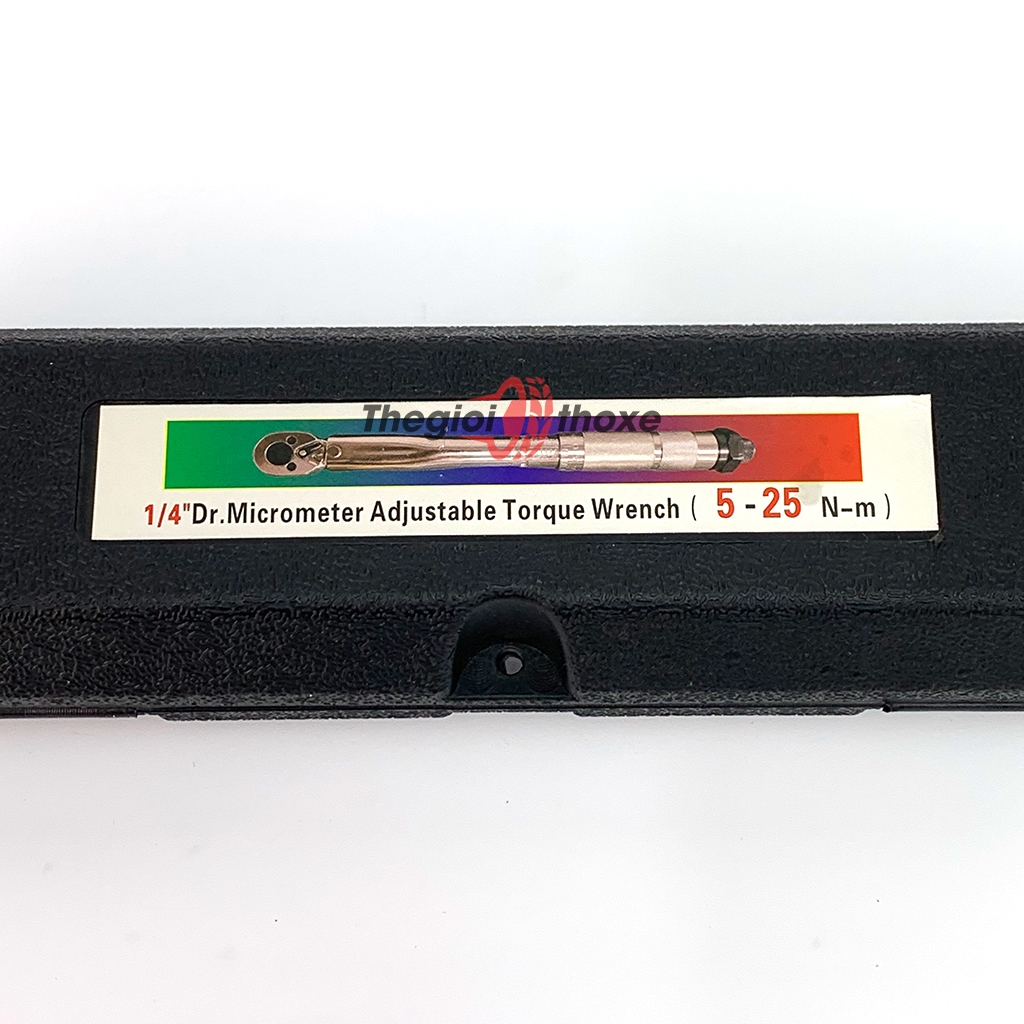 Thegioi thoxe
1/4"Dr.Micrometer Adjustable Torque Wrench ( 5-25 N-m )